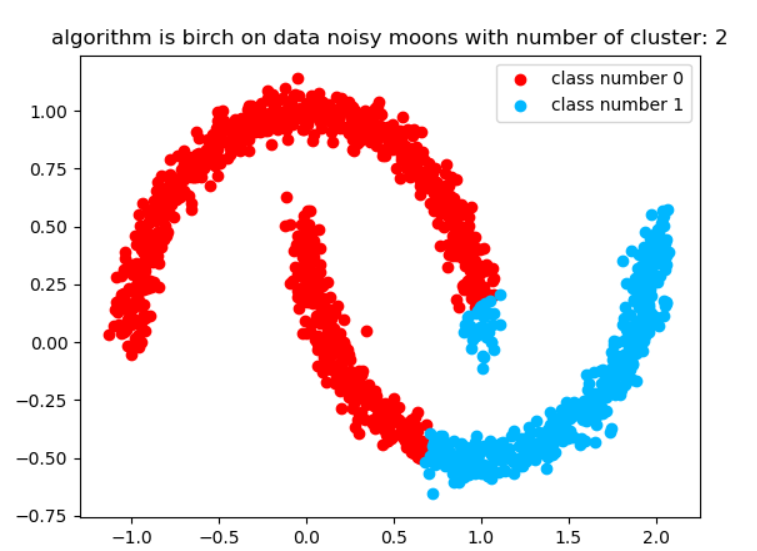 algorithm is birch on data noisy moons with number of cluster: 2
class number 0
class number 1
1.00
0.75
0.50
0.25
0.00
−0.25
−0.50
−0.75
−1.0 −0.5 0.0 0.5 1.0 1.5 2.0